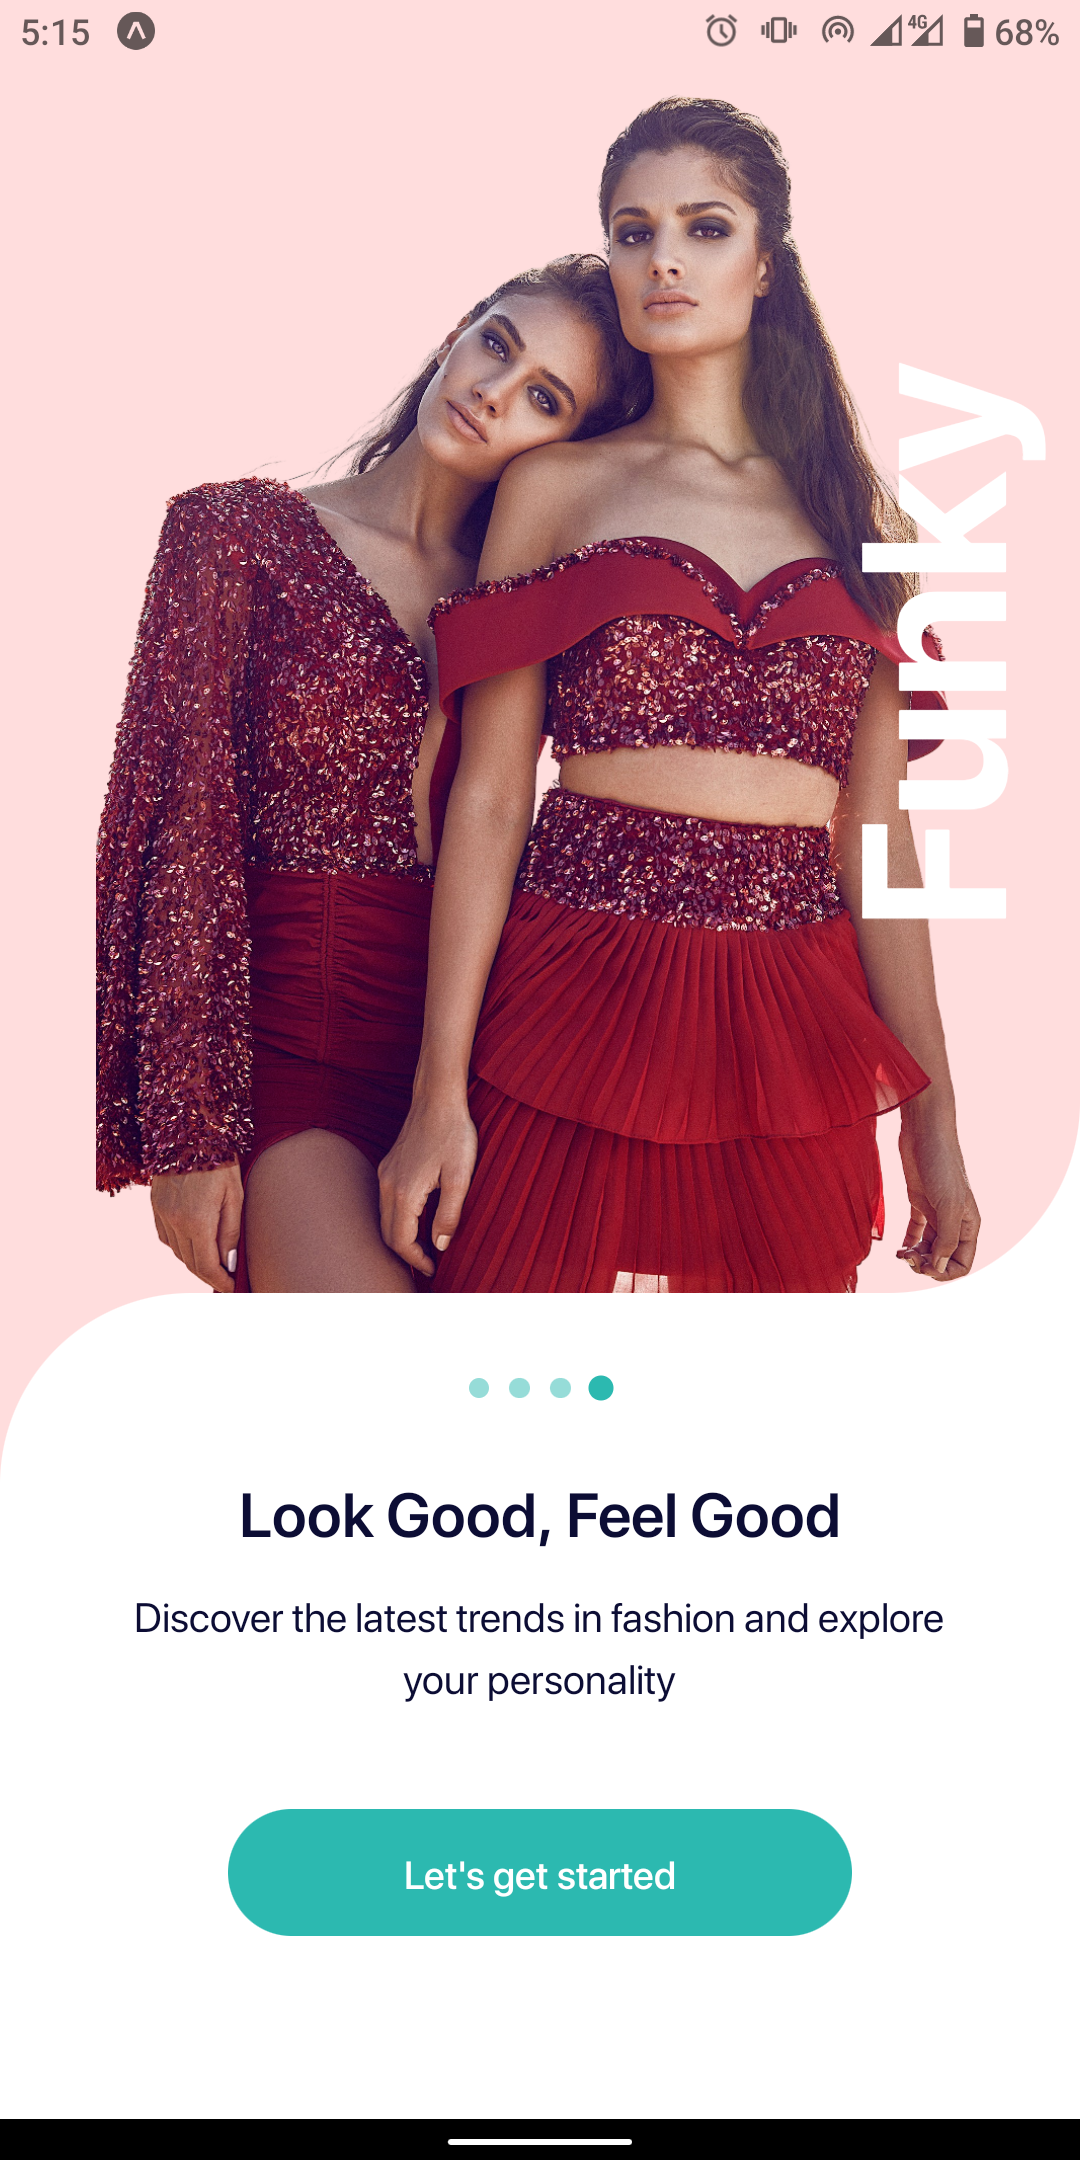 5:15
4G
68%
Funky
Look Good, Feel Good
Discover the latest trends in fashion and explore
your personality
Let's get started